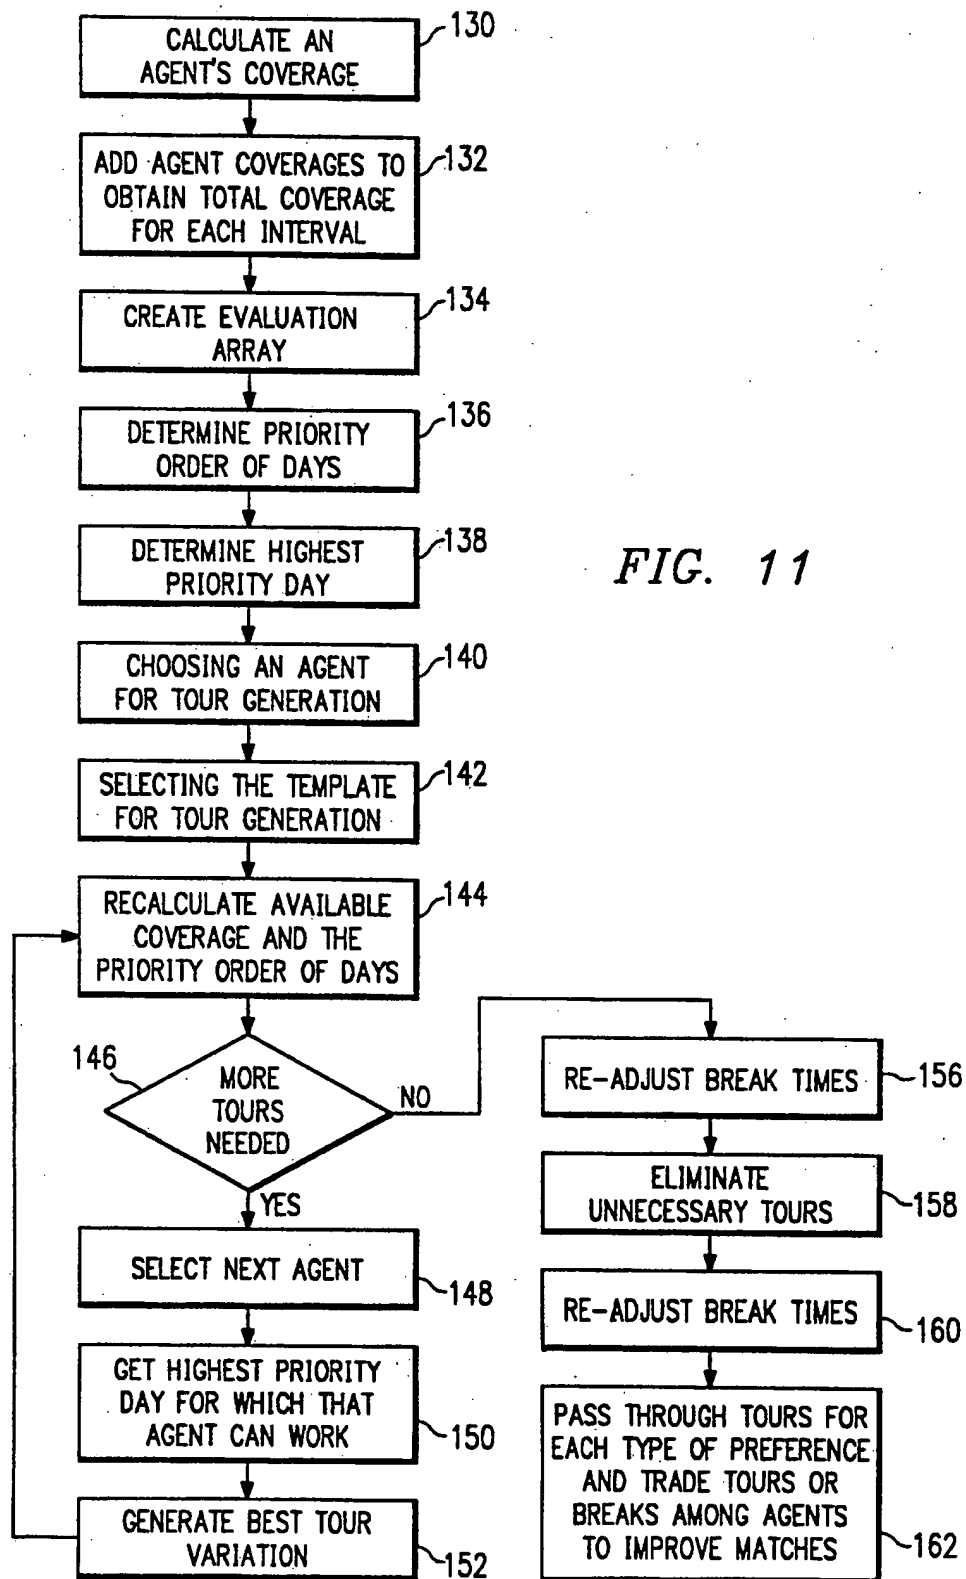 CALCULATE AN
AGENT'S COVERAGE
130
ADD AGENT COVERAGES TO
OBTAIN TOTAL COVERAGE
FOR EACH INTERVAL
132
CREATE EVALUATION
ARRAY
134
DETERMINE PRIORITY
ORDER OF DAYS
136
DETERMINE HIGHEST
PRIORITY DAY
138
FIG. 11
CHOOSING AN AGENT
FOR TOUR GENERATION
140
SELECTING THE TEMPLATE
FOR TOUR GENERATION
142
RECALCULATE AVAILABLE
COVERAGE AND THE
PRIORITY ORDER OF DAYS
144
146
MORE
TOURS
NEEDED
NO
YES
SELECT NEXT AGENT
148
GET HIGHEST PRIORITY
DAY FOR WHICH THAT
AGENT CAN WORK
150
GENERATE BEST TOUR
VARIATION
152
RE-ADJUST BREAK TIMES
156
ELIMINATE
UNNECESSARY TOURS
158
RE-ADJUST BREAK TIMES
160
PASS THROUGH TOURS FOR
EACH TYPE OF PREFERENCE
AND TRADE TOURS OR
BREAKS AMONG AGENTS
TO IMPROVE MATCHES
162